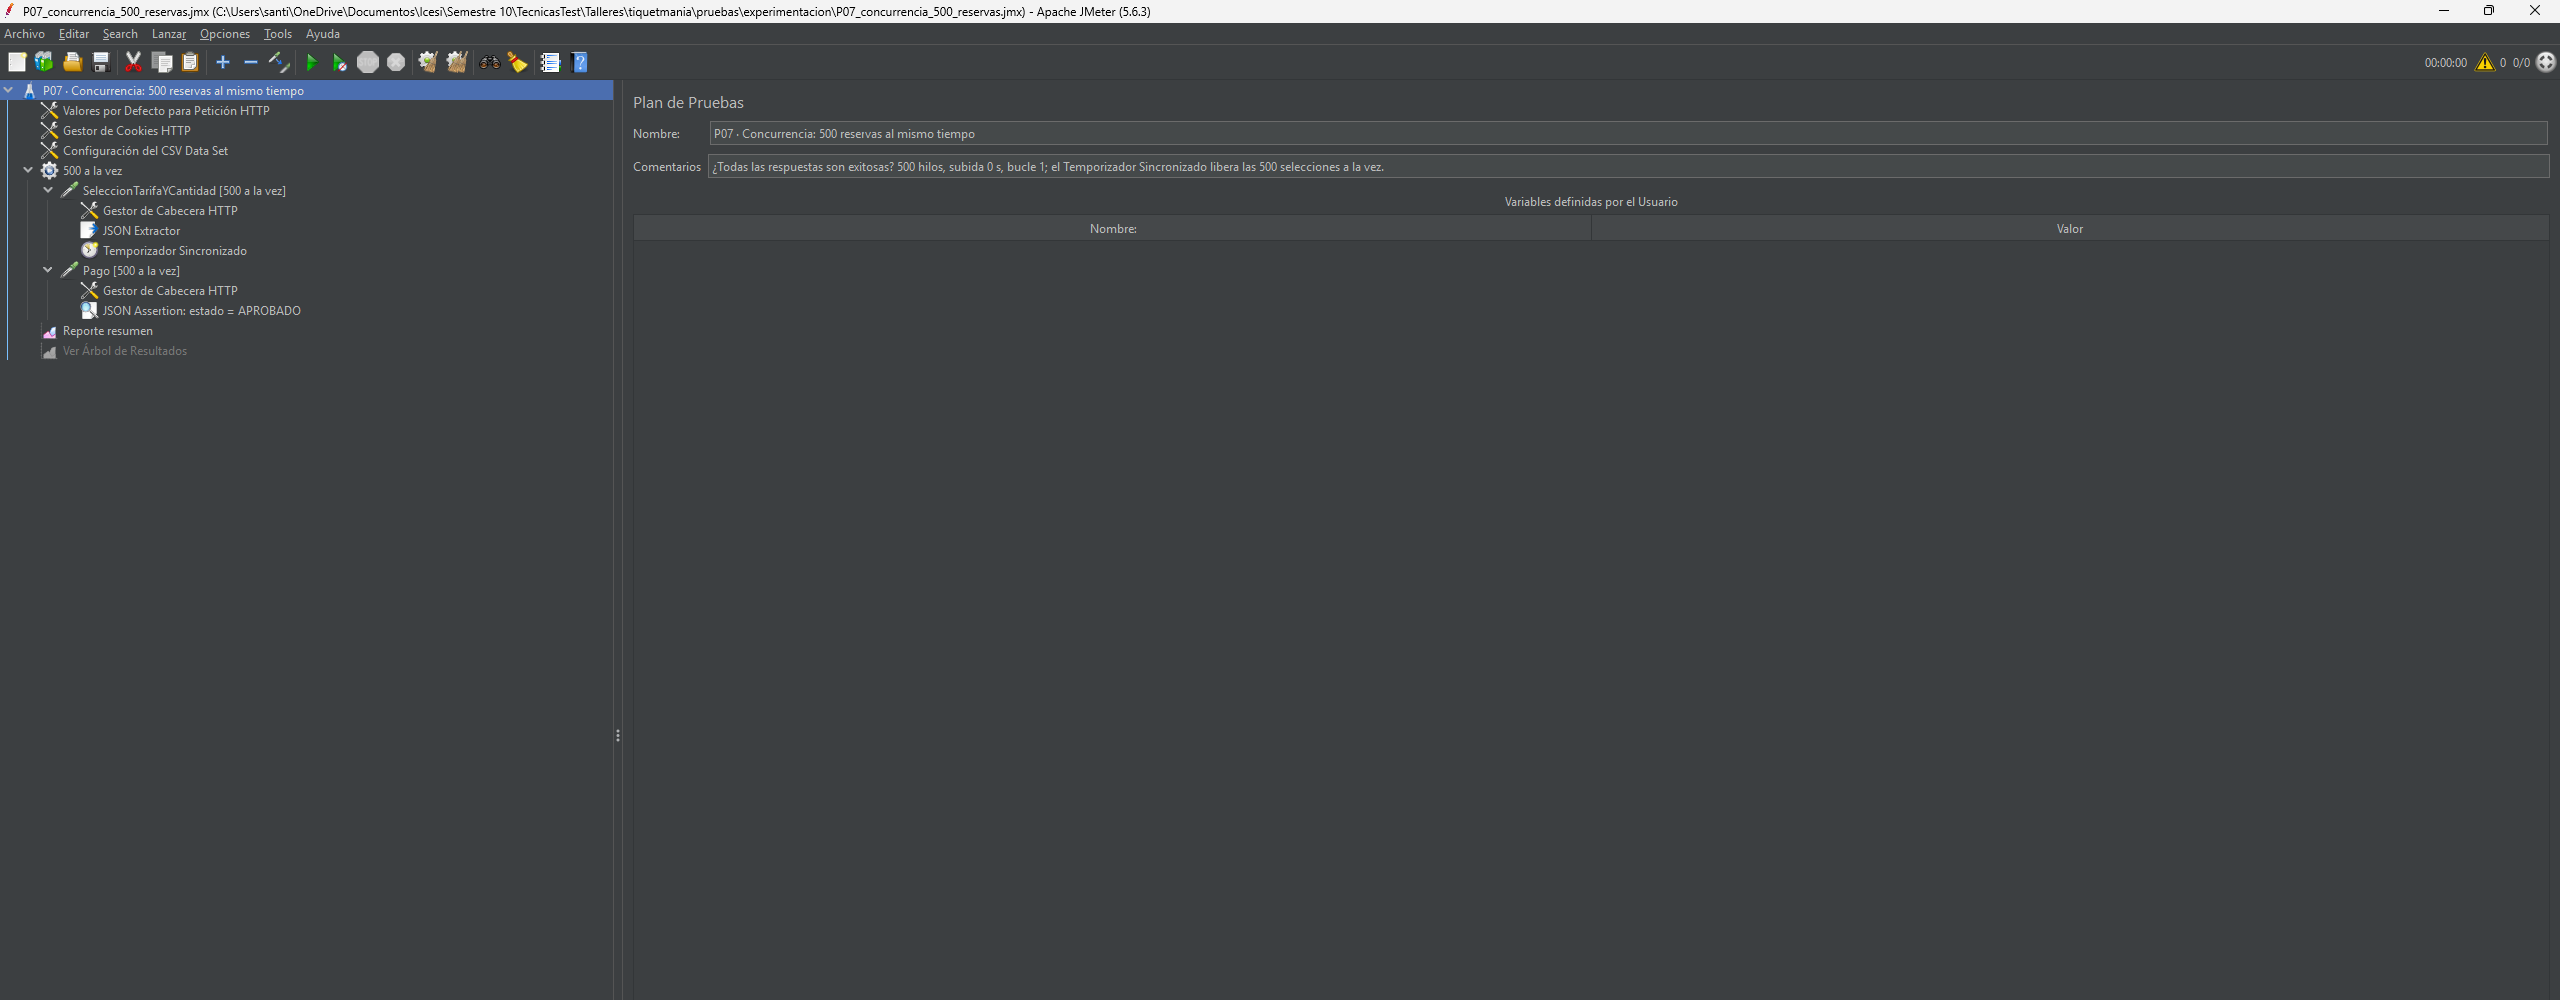 P07_concurrencia_500_reservas.jmx (C:\Users\santi\OneDrive\Documentos\Icesi\Semestre 10\TecnicasTest\Talleres\tiquetmania\pruebas\experimentacion\P07_concurrencia_500_reservas.jmx) - Apache JMeter (5.6.3)
Archivo Editar Search Lanzar Opciones Tools Ayuda
STOP
00:00:00 0 0/0
P07 · Concurrencia: 500 reservas al mismo tiempo
Valores por Defecto para Petición HTTP
Gestor de Cookies HTTP
Configuración del CSV Data Set
500 a la vez
SeleccionTarifaYCantidad [500 a la vez]
Gestor de Cabecera HTTP
JSON Extractor
Temporizador Sincronizado
Pago [500 a la vez]
Gestor de Cabecera HTTP
JSON Assertion: estado = APROBADO
Reporte resumen
Ver Árbol de Resultados
Plan de Pruebas
Nombre: P07 · Concurrencia: 500 reservas al mismo tiempo
Comentarios ¿Todas las respuestas son exitosas? 500 hilos, subida 0 s, bucle 1; el Temporizador Sincronizado libera las 500 selecciones a la vez.
Variables definidas por el Usuario
Nombre: Valor